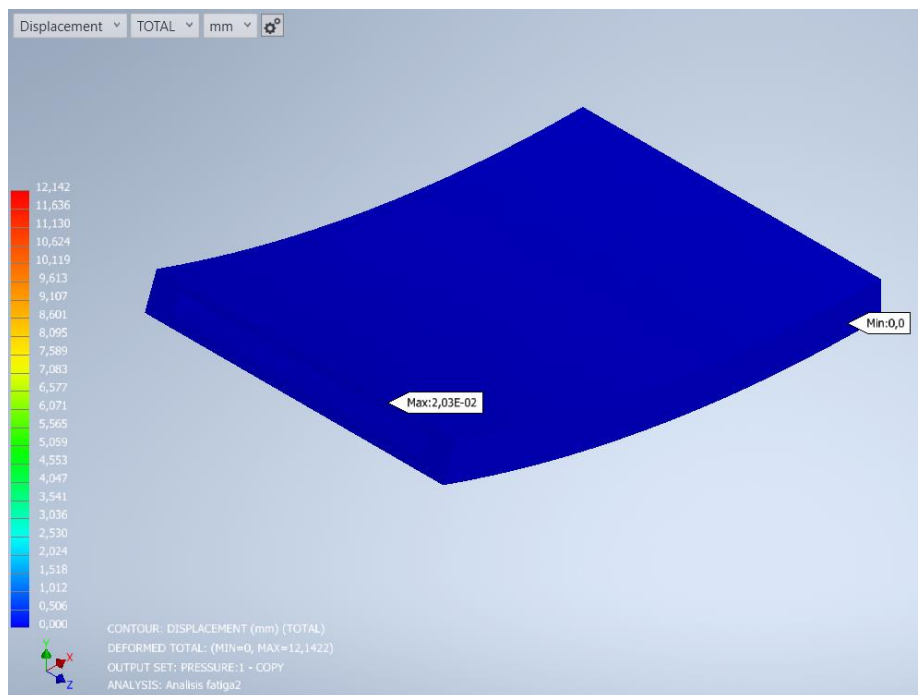 Displacement TOTAL mm
12,142
11,636
11,130
10,624
10,119
9,613
9,107
8,601
8,095
7,589
7,083
6,577
6,071
5,565
5,059
4,553
4,047
3,541
3,036
2,530
2,024
1,518
1,012
0,506
0,000
Min:0,0
Max:2,03E-02
CONTOUR: DISPLACEMENT (mm) (TOTAL)
DEFORMED TOTAL: (MIN=0, MAX=12,1422)
OUTPUT SET: PRESSURE:1 - COPY
ANALYSIS: Analisis fatiga2
Y
X
Z